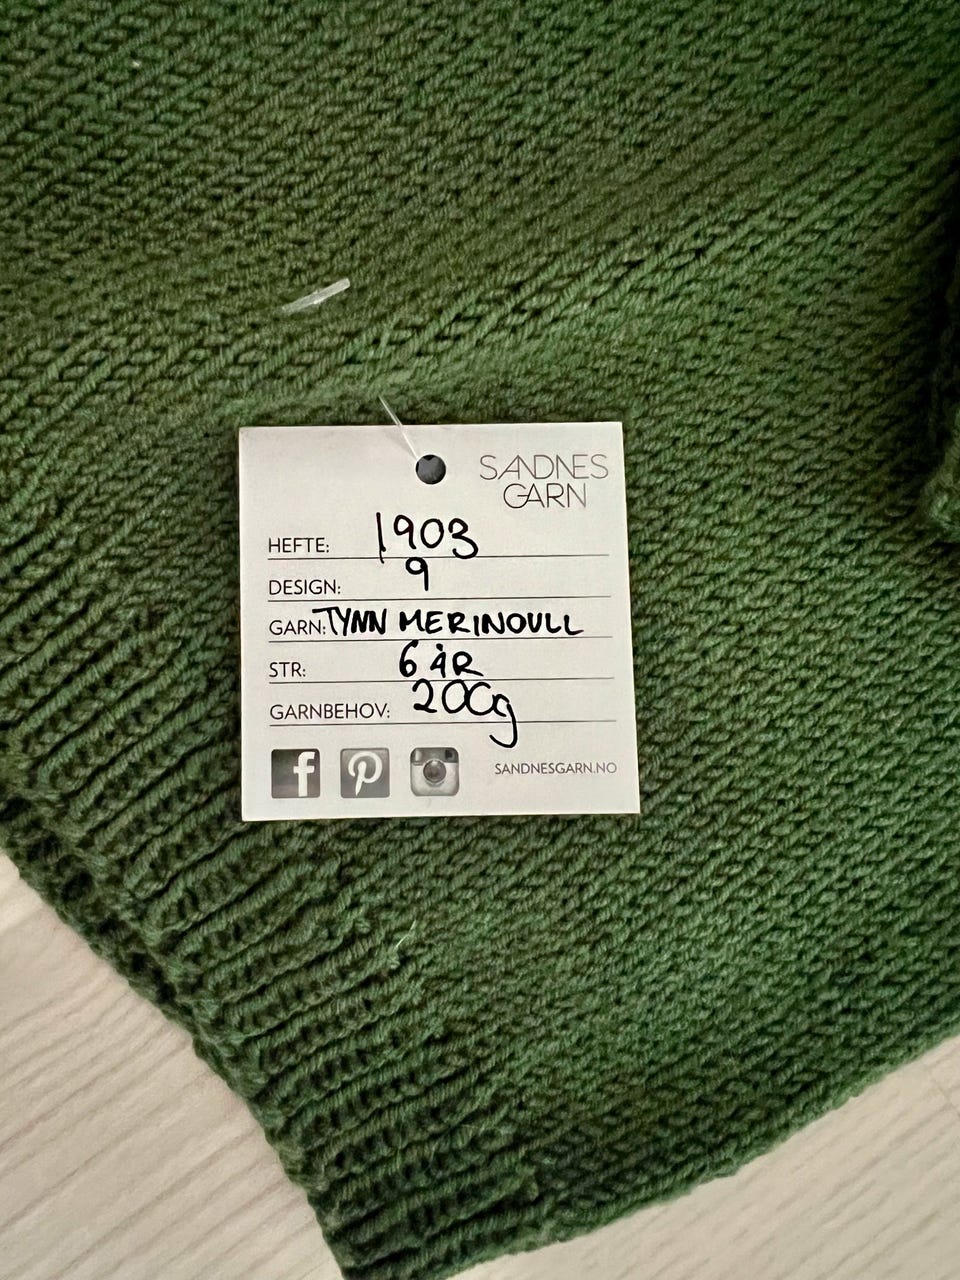 SANDNES
GARN
HEFTE: 1903
DESIGN: 9
GARN: TYNN MERINOULL
STR: 6 ÅR
GARNBEHOV: 200g
SANDNESGARN.NO